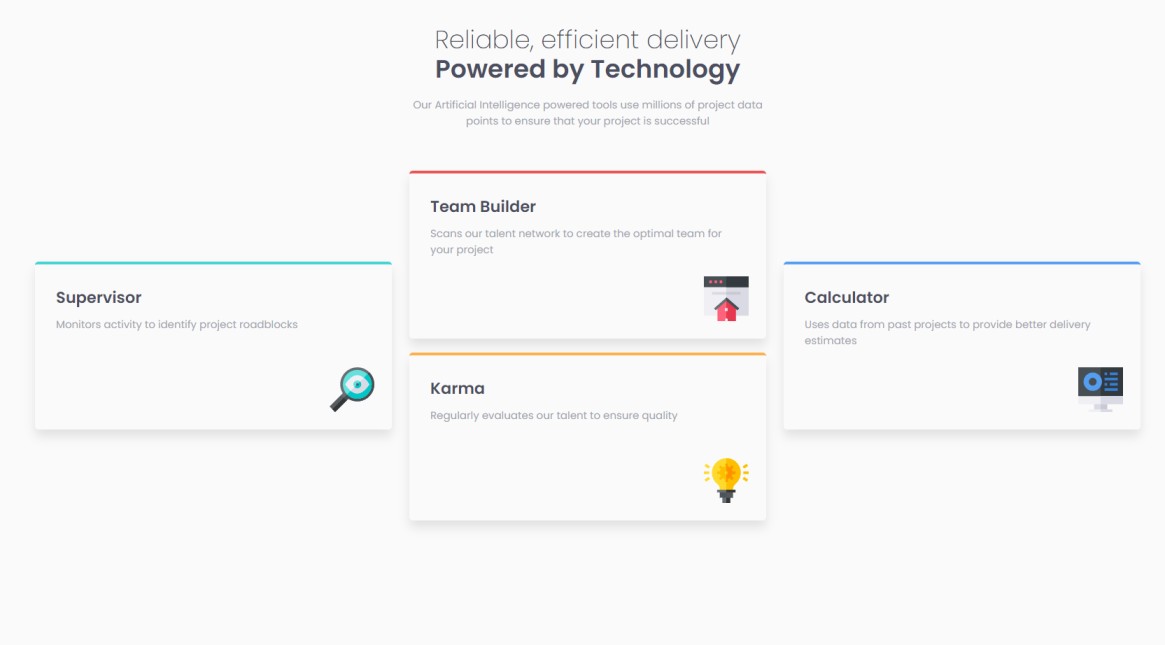 Reliable, efficient delivery
Powered by Technology
Our Artificial Intelligence powered tools use millions of project data
points to ensure that your project is successful
Supervisor
Monitors activity to identify project roadblocks
Team Builder
Scans our talent network to create the optimal team for
your project
Karma
Regularly evaluates our talent to ensure quality
Calculator
Uses data from past projects to provide better delivery
estimates